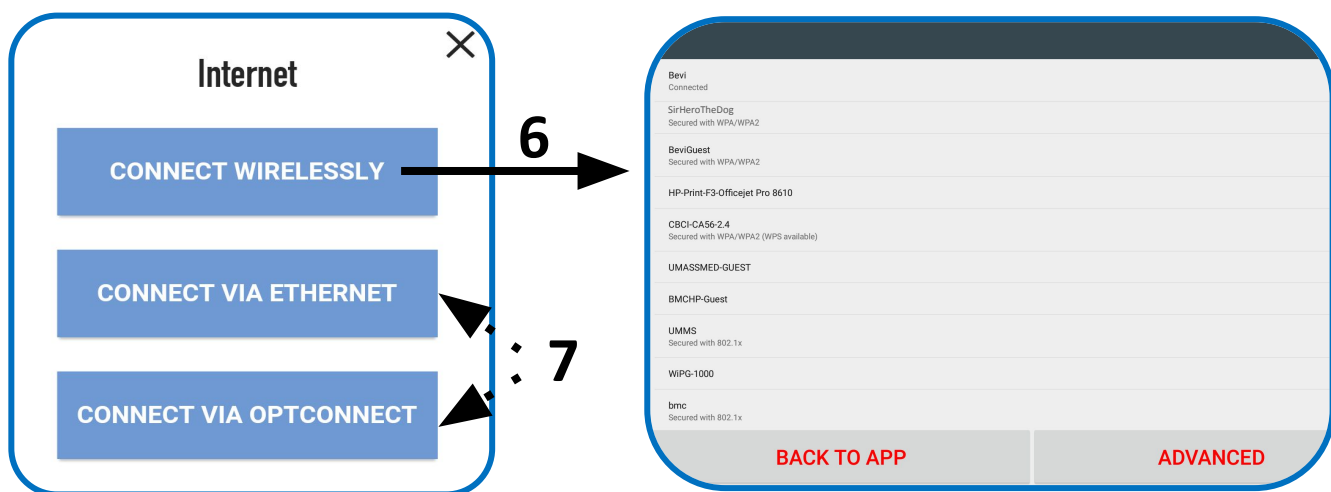 Internet
CONNECT WIRELESSLY
CONNECT VIA ETHERNET
CONNECT VIA OPTCONNECT
6
7
Bevi
Connected
SirHeroTheDog
Secured with WPA/WPA2
BeviGuest
Secured with WPA/WPA2
HP-Print-F3-Officejet Pro 8610
CBCI-CA56-2.4
Secured with WPA/WPA2 (WPS available)
UMASSMED-GUEST
BMCHP-Guest
UMMS
Secured with 802.1x
WiPG-1000
bmc
Secured with 802.1x
BACK TO APP
ADVANCED